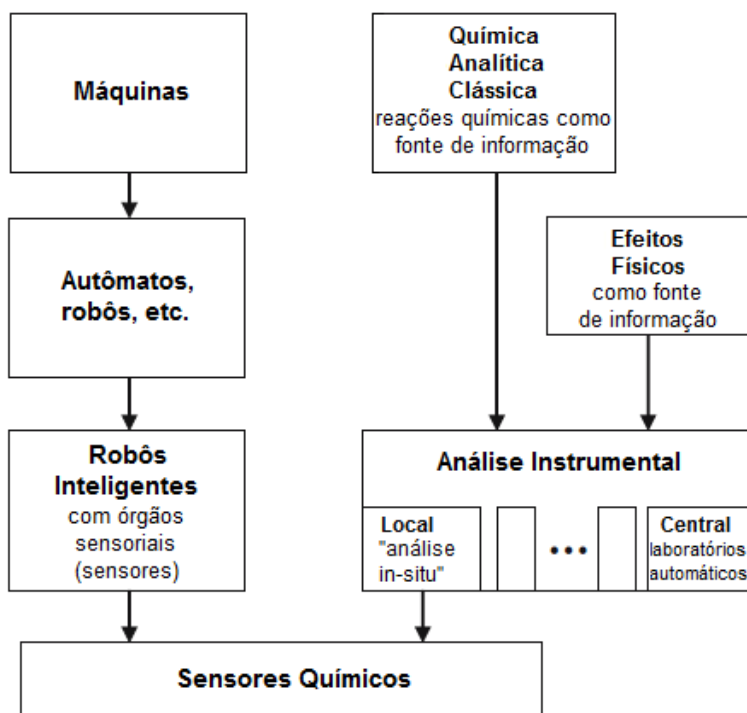 Máquinas
Autômatos,
robôs, etc.
Robôs
Inteligentes
com órgãos
sensoriais
(sensores)
Química
Analítica
Clássica
reações químicas como
fonte de informação
Efeitos
Físicos
como fonte
de informação
Análise Instrumental
Local
"análise
in-situ"
•••
Central
laboratórios
automáticos
Sensores Químicos